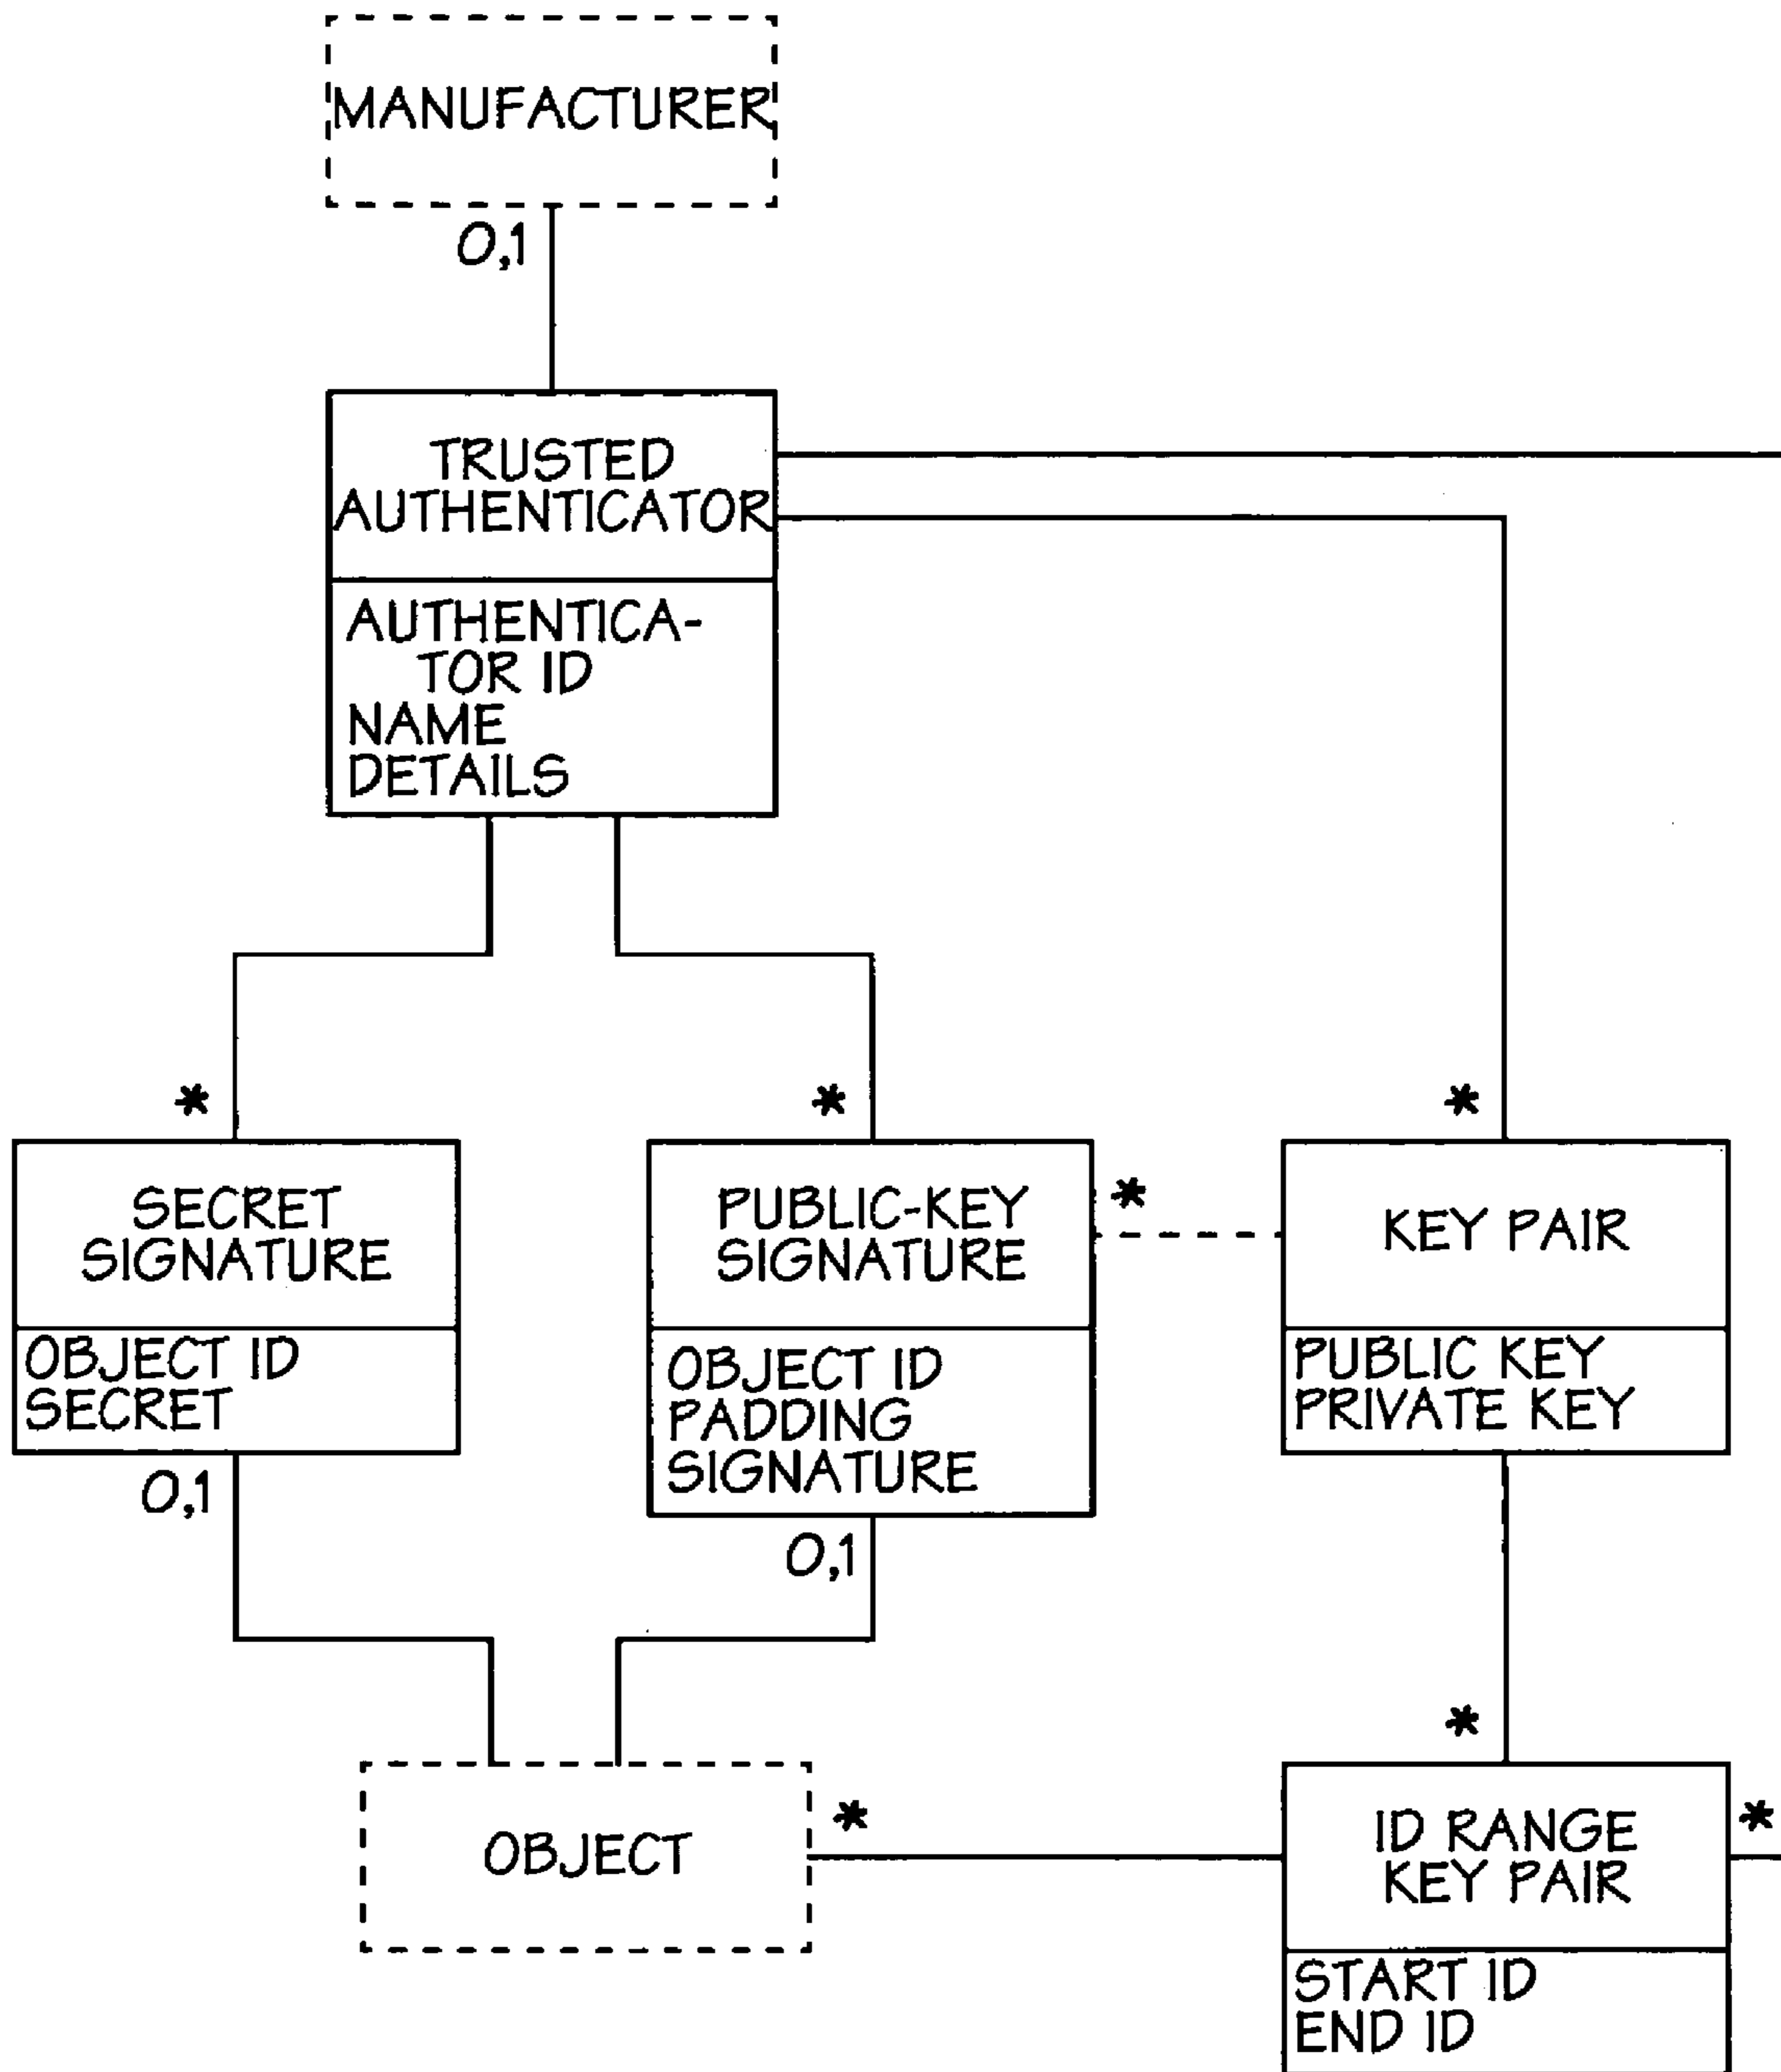 MANUFACTURER
0,1
TRUSTED
AUTHENTICATOR
AUTHENTICA-
TOR ID
NAME
DETAILS
*
*
*
SECRET
SIGNATURE
OBJECT ID
SECRET
0,1
PUBLIC-KEY
SIGNATURE
*
OBJECT ID
PADDING
SIGNATURE
0,1
KEY PAIR
PUBLIC KEY
PRIVATE KEY
*
OBJECT
*
ID RANGE
KEY PAIR
*
START ID
END ID